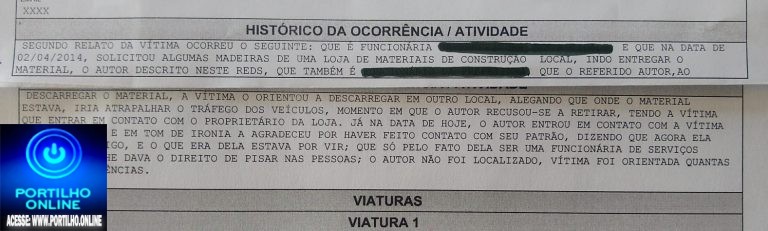 XXXX
HISTÓRICO DA OCORRÊNCIA / ATIVIDADE
SEGUNDO RELATO DA VÍTIMA OCORREU O SEGUINTE: QUE É FUNCIONÁRIA E QUE NA DATA DE
02/04/2014, SOLICITOU ALGUMAS MADEIRAS DE UMA LOJA DE MATERIAIS DE CONSTRUÇÃO LOCAL, INDO ENTREGAR O
MATERIAL, O AUTOR DESCRITO NESTE REDS, QUE TAMBÉM É QUE O REFERIDO AUTOR,AO
DESCARREGAR O MATERIAL, A VÍTIMA O ORIENTOU A DESCARREGAR EM OUTRO LOCAL, ALEGANDO QUE ONDE O MATERIAL
ESTAVA, IRIA ATRAPALHAR O TRÁFEGO DOS VEÍCULOS, MOMENTO EM QUE O AUTOR RECUSOU-SE A RETIRAR, TENDO A VÍTIMA
QUE ENTRAR EM CONTATO COM O PROPRIETÁRIO DA LOJA. JÁ NA DATA DE HOJE, O AUTOR ENTROU EM CONTATO COM A VÍTIMA
E EM TOM DE IRONIA A AGRADECEU POR HAVER FEITO CONTATO COM SEU PATRÃO, DIZENDO QUE AGORA ELA
IGO, E O QUE ERA DELA ESTAVA POR VIR; QUE SÓ PELO FATO DELA SER UMA FUNCIONÁRIA DE SERVIÇOS
HE DAVA O DIREITO DE PISAR NAS PESSOAS; O AUTOR NÃO FOI LOCALIZADO, VÍTIMA FOI ORIENTADA QUANTAS
ÊNCIAS.
PORTILHO
ONLINE
ACESSE: WWW.PORTILHO.ONLINE
VIATURAS
VIATURA 1